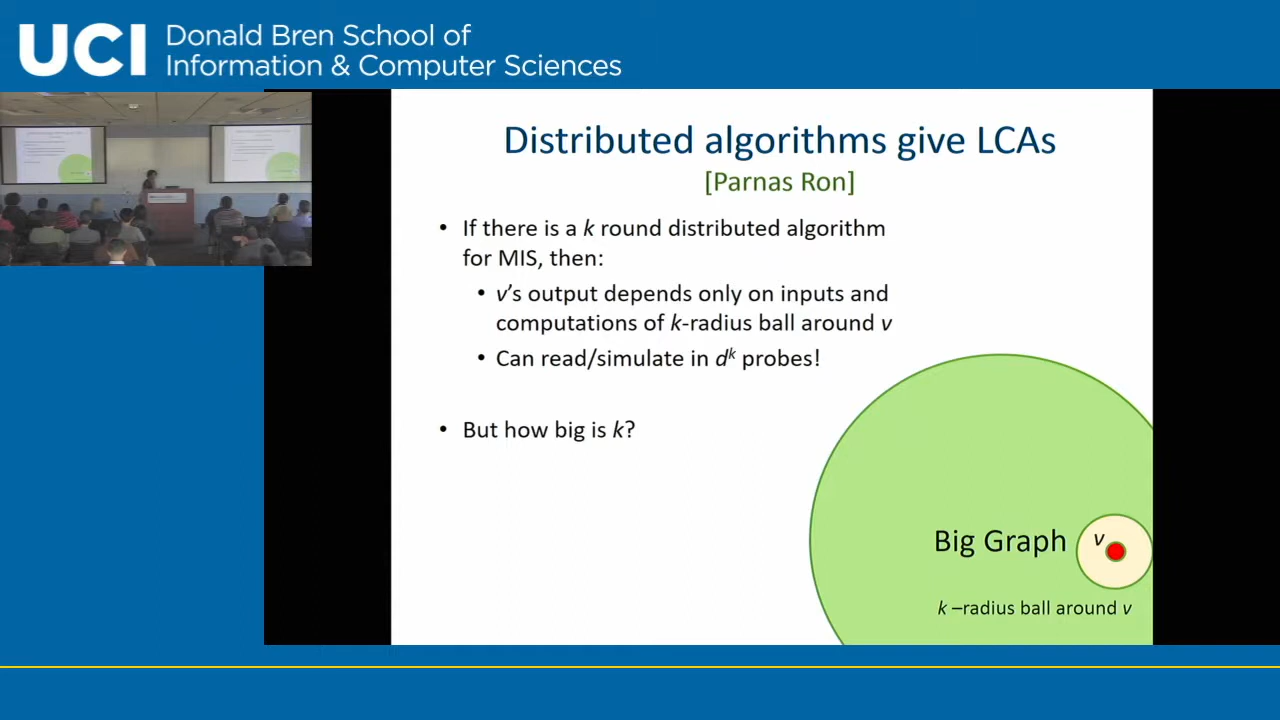 UCI
Donald Bren School of
Information & Computer Sciences
Distributed algorithms give LCAs
[Parnas Ron]
• If there is a k round distributed algorithm
for MIS, then:
• v's output depends only on inputs and
computations of k-radius ball around v
• Can read/simulate in dᵏ probes!
• But how big is k?
Big Graph
v
k –radius ball around v